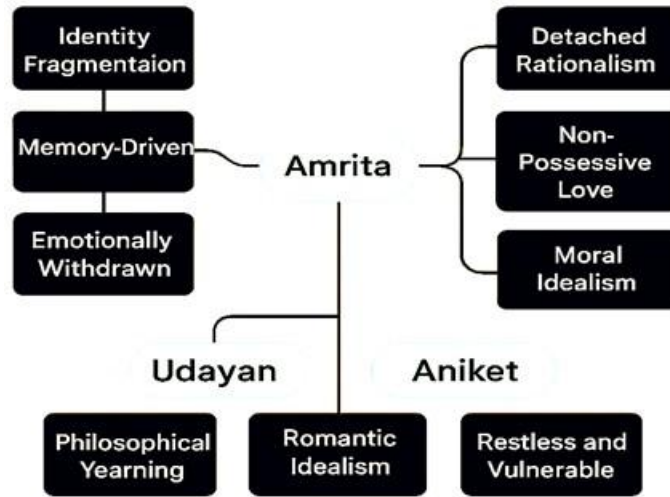 Identity
Fragmentaion
Memory-Driven
Emotionally
Withdrawn
Amrita
Detached
Rationalism
Non-
Possessive
Love
Moral
Idealism
Udayan
Aniket
Philosophical
Yearning
Romantic
Idealism
Restless and
Vulnerable